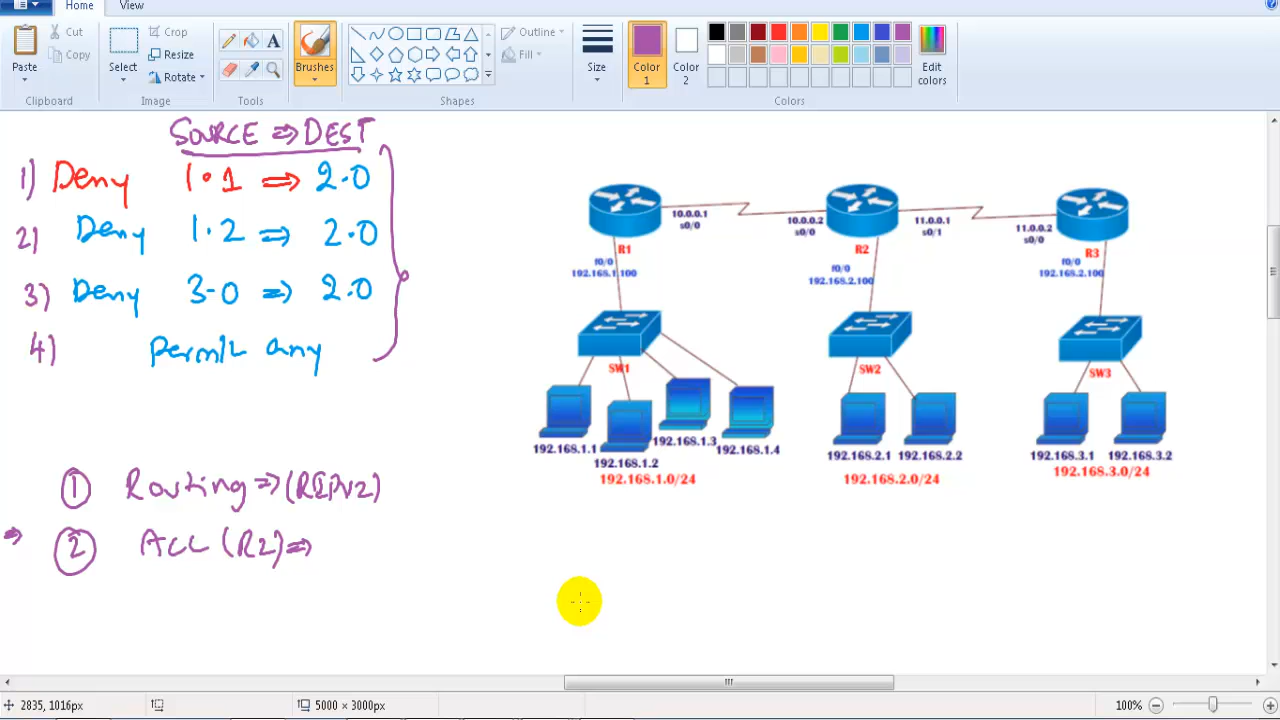 Home
View
Paste
Cut
Copy
Clipboard
Select
Crop
Resize
Rotate
Image
A
Tools
Brushes
Outline
Fill
Shapes
Size
Color 1
Color 2
Edit colors
Colors
SOURCE ⇒ DEST
1) Deny 1.1 ⇒ 2.0
2) Deny 1.2 ⇒ 2.0
3) Deny 3.0 ⇒ 2.0
4) Permit any
① Routing ⇒ (RIPV2)
⇒ ② ACL (R2) ⇒
10.0.0.1
s0/0
R1
f0/0
192.168.1.100
SW1
192.168.1.1
192.168.1.2
192.168.1.3
192.168.1.4
192.168.1.0/24
10.0.0.2
s0/0
11.0.0.1
s0/1
R2
f0/0
192.168.2.100
SW2
192.168.2.1
192.168.2.2
192.168.2.0/24
11.0.0.2
s0/0
R3
f0/0
192.168.2.100
SW3
192.168.3.1
192.168.3.2
192.168.3.0/24
2835, 1016px
5000 × 3000px
100%